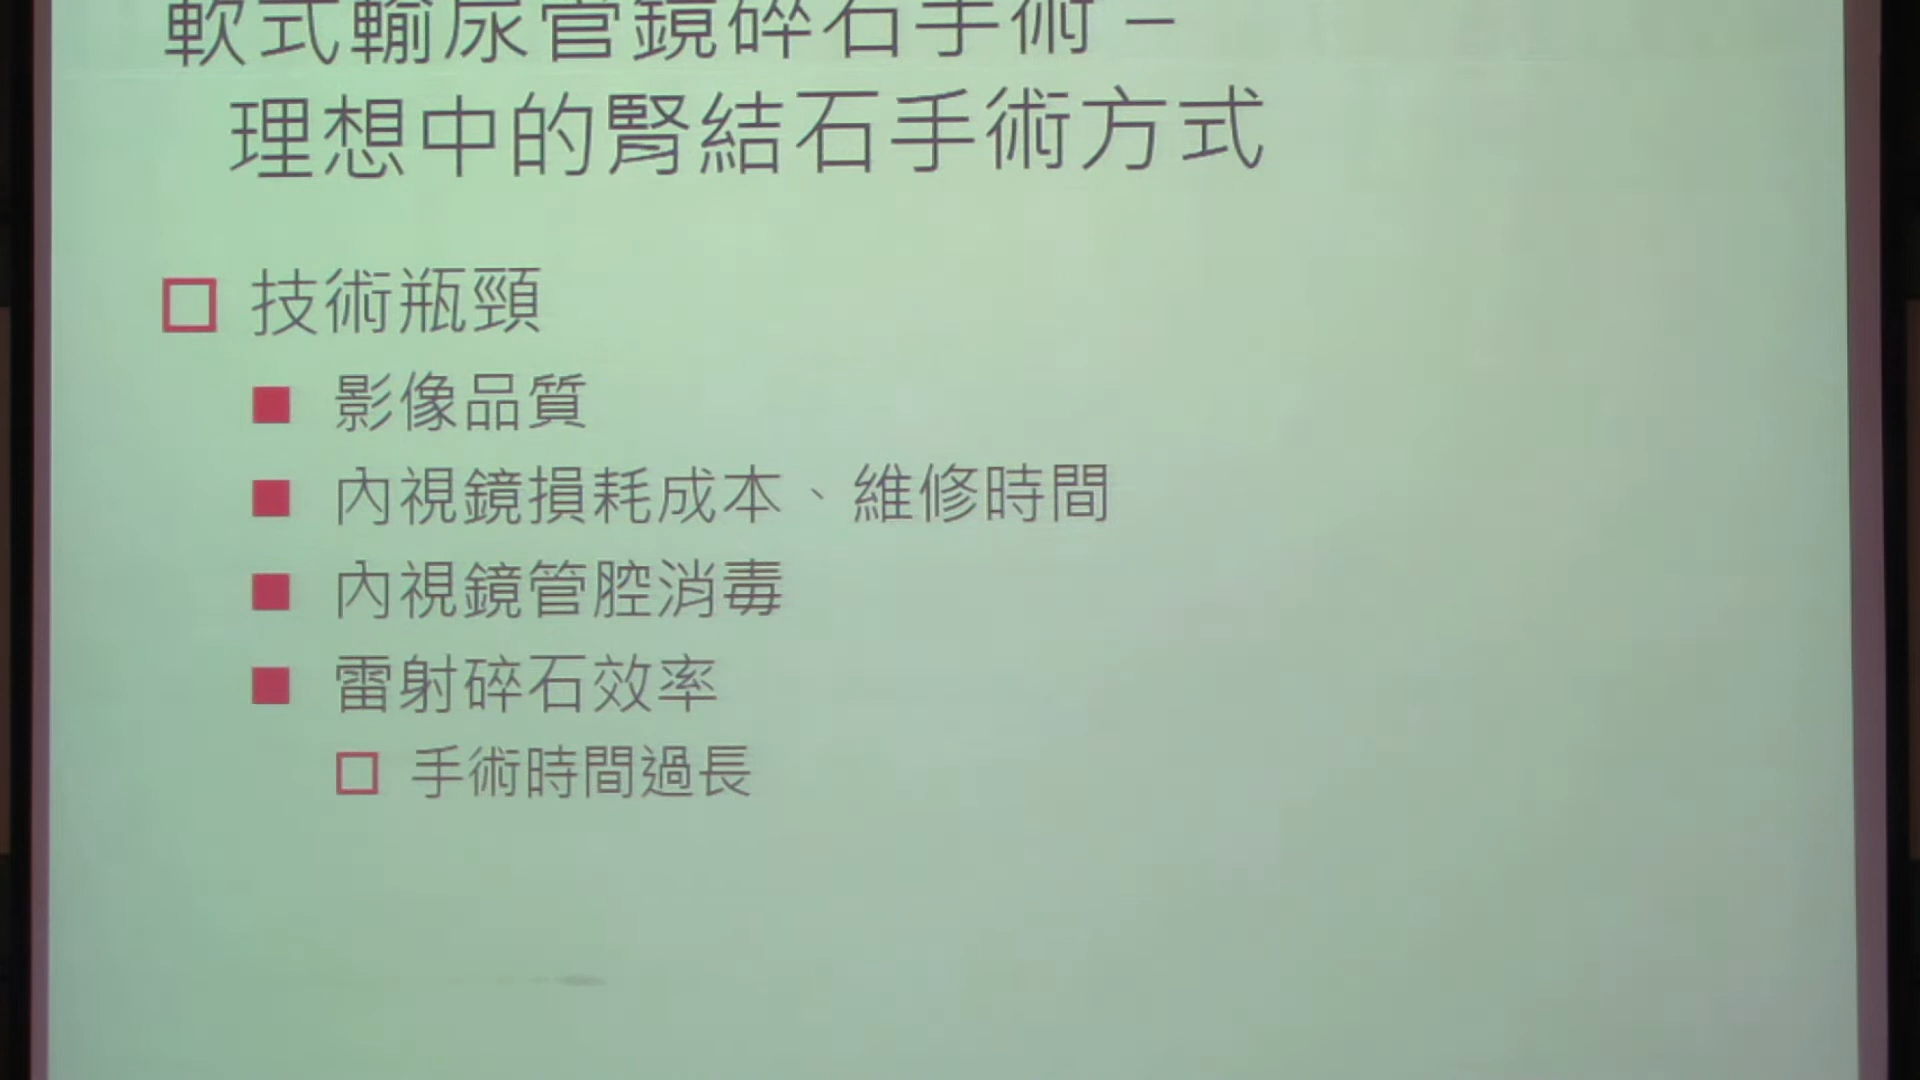 軟式輸尿管鏡碎石手術 –
理想中的腎結石手術方式
技術瓶頸
影像品質
內視鏡損耗成本、維修時間
內視鏡管腔消毒
雷射碎石效率
手術時間過長